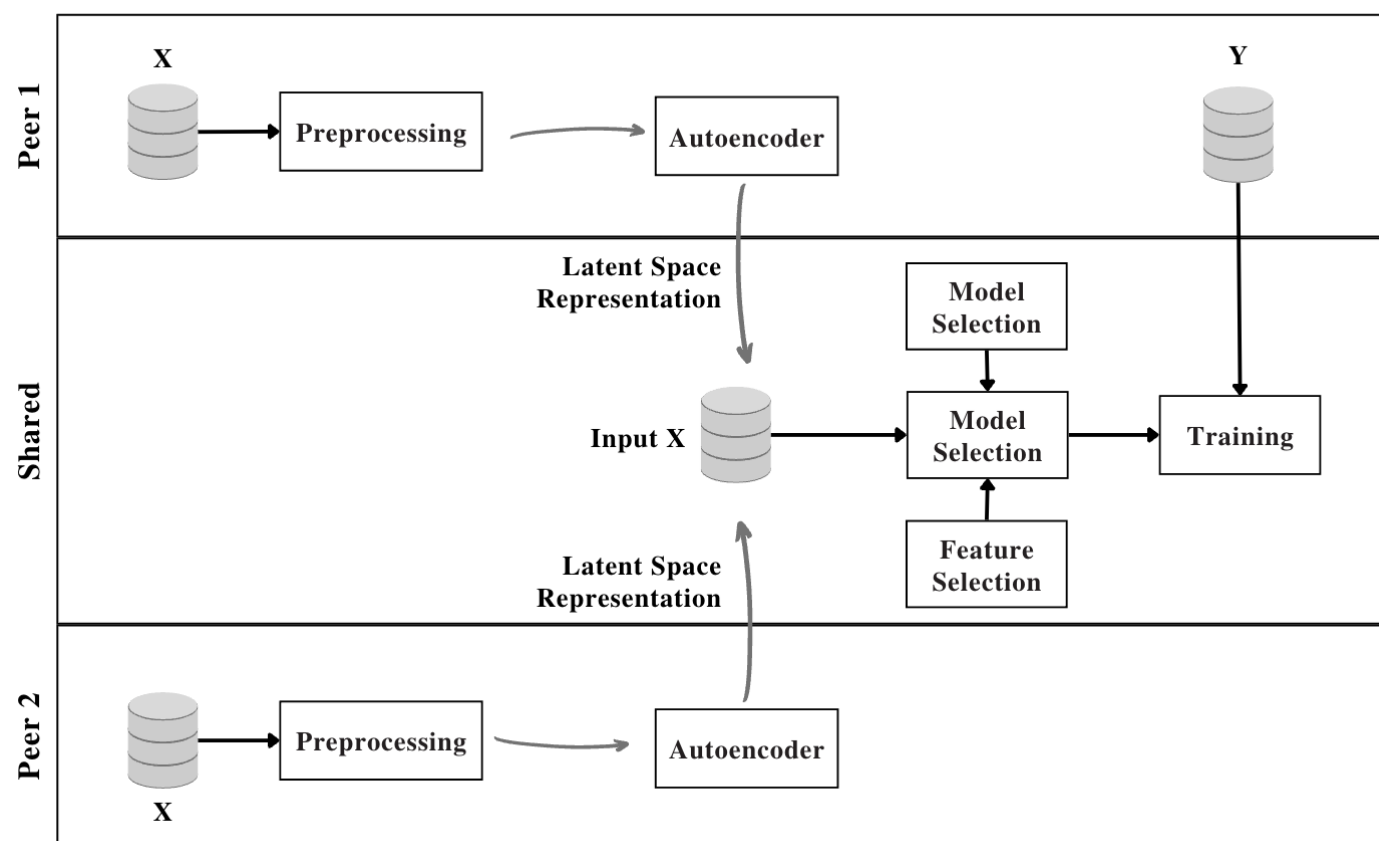 Peer 1
X
Preprocessing
Autoencoder
Y
Shared
Latent Space
Representation
Model
Selection
Input X
Model
Selection
Training
Latent Space
Representation
Feature
Selection
Peer 2
Preprocessing
Autoencoder
X